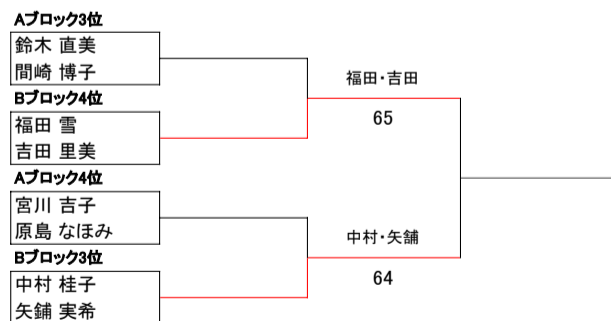 Aブロック3位
鈴木 直美
間崎 博子
Bブロック4位
福田 雪
吉田 里美
Aブロック4位
宮川 吉子
原島 なほみ
Bブロック3位
中村 桂子
矢鋪 実希
福田・吉田
65
中村・矢舗
64